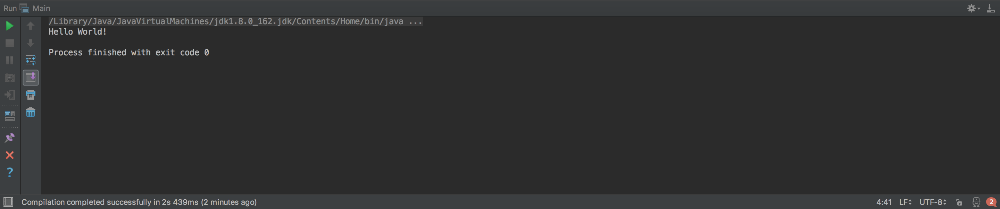 Run Main
/Library/Java/JavaVirtualMachines/jdk1.8.0_162.jdk/Contents/Home/bin/java ...
Hello World!
Process finished with exit code 0
?
Compilation completed successfully in 2s 439ms (2 minutes ago) 4:41 LF UTF-8 2